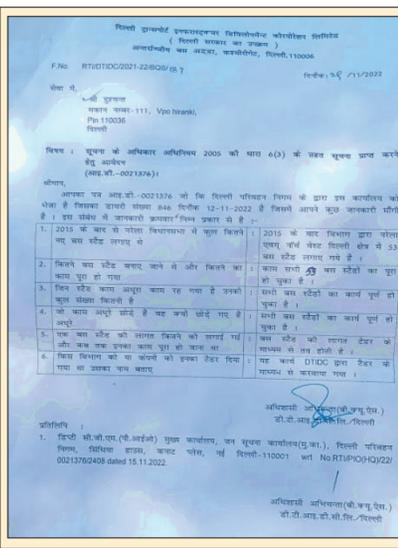 दिल्ली ट्रान्सपोर्ट इन्फ्रास्ट्रक्चर डिविलोपमेन्ट कॉरपोरेशन लिमिटेड
( दिल्ली सरकार का उपक्रम )
अन्तर्राज्यीय बस अड्डा, कश्मीरीगेट, दिल्ली.110006
F.No. RTI/DTIDC/2021-22/BQS/
दिनॉक: /11/2022
सेवा में,
श्री
मकान नम्बर-111, Vpo hiranki,
Pin 110036
दिल्ली
विषय : सूचना के अधिकार अधिनियम 2005 की धारा 6(3) के तहत सूचना प्राप्त करने
हेतु आवेदन
(आइ.डी.-0021376)।
श्रीमान,
आपका पत्र आइ.डी.-0021376 जो कि दिल्ली परिवहन निगम के द्वारा इस कार्यालय को
भेजा है जिसका डायरी संख्या 846 दिनॉक 12-11-2022 है जिसमें आपने कुछ जानकारी माँगी
है । इस संबंध में जानकारी क्रमवार निम्न प्रकार से है :-
1. 2015 के बाद से नरेला विधानसभा में कुल कितने नए बस स्टैंड लगाए गये : 2015 के बाद विभाग द्वारा नरेला एवम् नॉर्थ वेस्ट दिल्ली क्षेत्र में 53 बस स्टैंड लगाये गये है ।
2. कितने बस स्टैंड बनाए जाने थे और कितने का काम पूरा हो गया : काम सभी 53 बस स्टैंडों का पूरा हो चुका है ।
3. जिन स्टैंड काम अधूरा काम रह गया है उनकी कुल संख्या कितनी है : सभी बस स्टैंडों का कार्य पूर्ण हो चुका है ।
4. जो काम अधूरे छोड़े है वह क्यों छोड़े गए है अधूरे : सभी बस स्टैंडों का कार्य पूर्ण हो चुका है ।
5. एक बस स्टैंड की लागत कितने की लगाई गई और कब तक इनका काम पूरा हो जाना था : बस स्टैंड की लागत टेंडर के माध्यम से तय होती है ।
6. किस विभाग को या कंपनी को इनका टेंडर दिया गया था उसका नाम बताए : यह कार्य DTIDC द्वारा टेंडर के माध्यम से करवाया गया ।
अधिशासी अभियन्ता(बी.क्यू.ऐस.)
डी.टी.आइ.डी.सी.लि./दिल्ली
प्रतिलिपि :
1. डिप्टी सी.जी.एम.(पी.आईओ) मुख्य कार्यालय, जन सूचना कार्यालय(मु.का.), दिल्ली परिवहन
निगम, सिंधिया हाउस, कनाट प्लेस, नई दिल्ली-110001 wrt No.RTI/PIO(HQ)/22/
0021376/2408 dated 15.11.2022.
अधिशासी अभियन्ता(बी.क्यू.ऐस.)
डी.टी.आइ.डी.सी.लि./दिल्ली